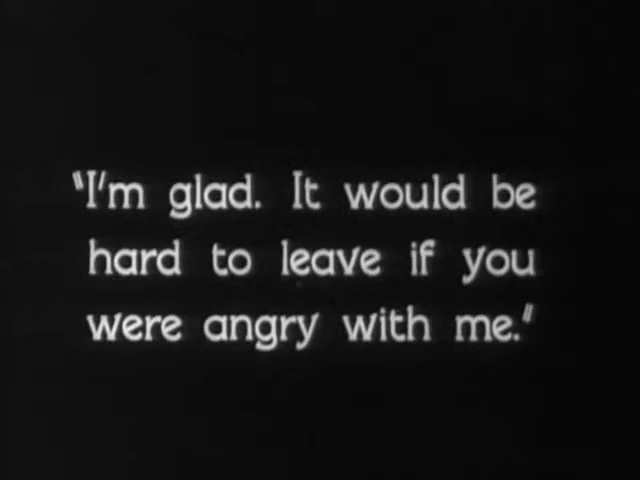 "I'm glad. It would be
hard to leave if you
were angry with me."